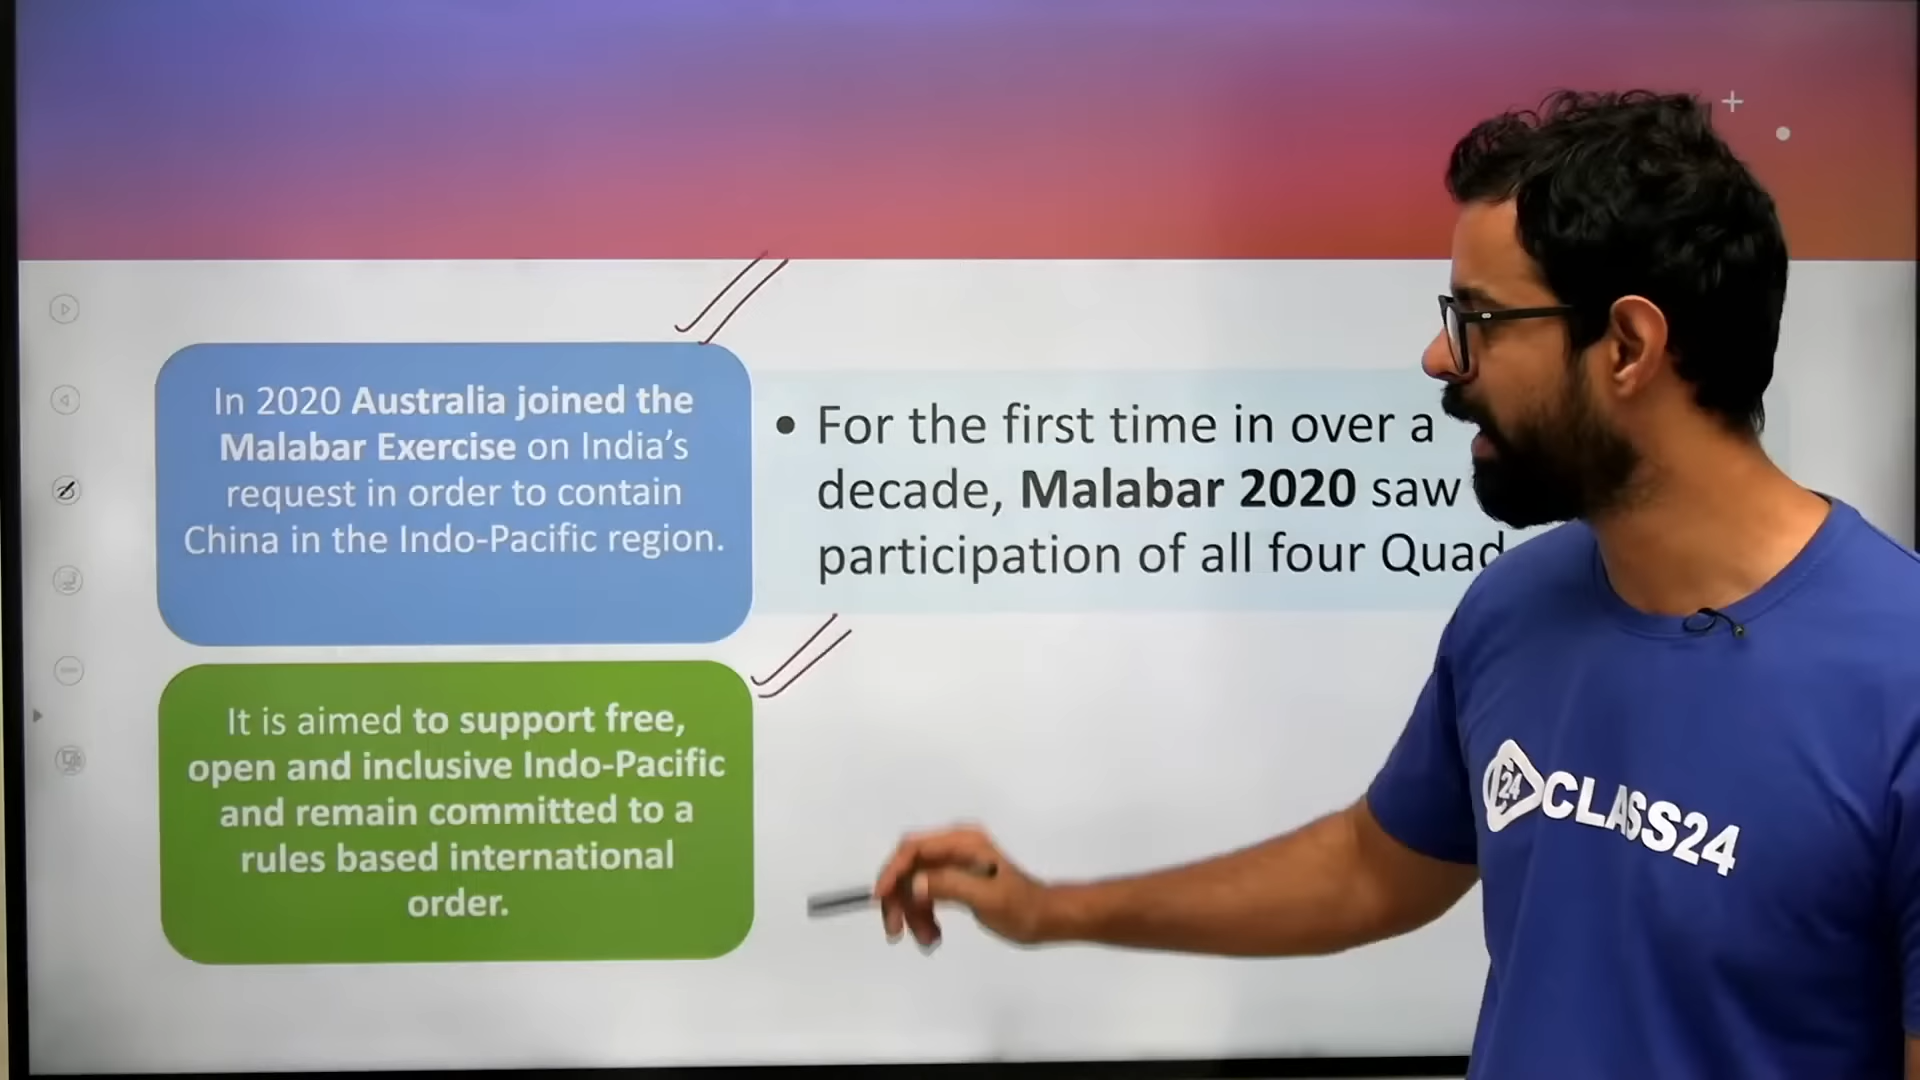 In 2020 Australia joined the
Malabar Exercise on India's
request in order to contain
China in the Indo-Pacific region.
• For the first time in over a
decade, Malabar 2020 saw
participation of all four Quad
It is aimed to support free,
open and inclusive Indo-Pacific
and remain committed to a
rules based international
order.
24 CLASS24